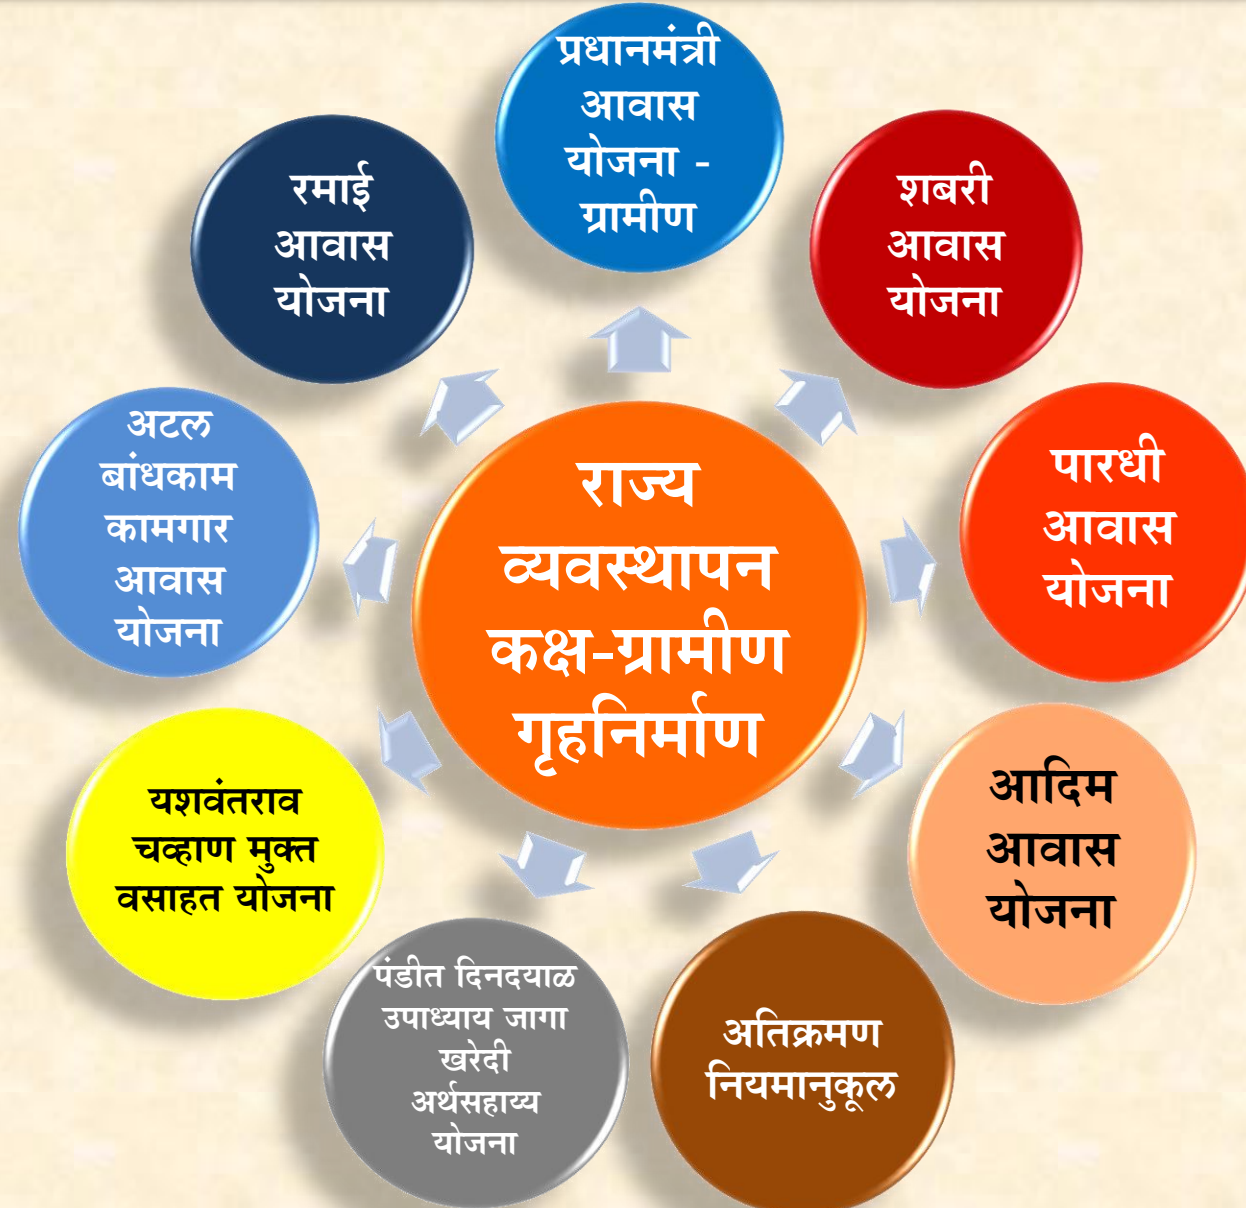 प्रधानमंत्री
आवास
योजना -
ग्रामीण
शबरी
आवास
योजना
पारधी
आवास
योजना
आदिम
आवास
योजना
अतिक्रमण
नियमानुकूल
पंडीत दिनदयाळ
उपाध्याय जागा
खरेदी
अर्थसहाय्य
योजना
यशवंतराव
चव्हाण मुक्त
वसाहत योजना
अटल
बांधकाम
कामगार
आवास
योजना
रमाई
आवास
योजना
राज्य
व्यवस्थापन
कक्ष-ग्रामीण
गृहनिर्माण